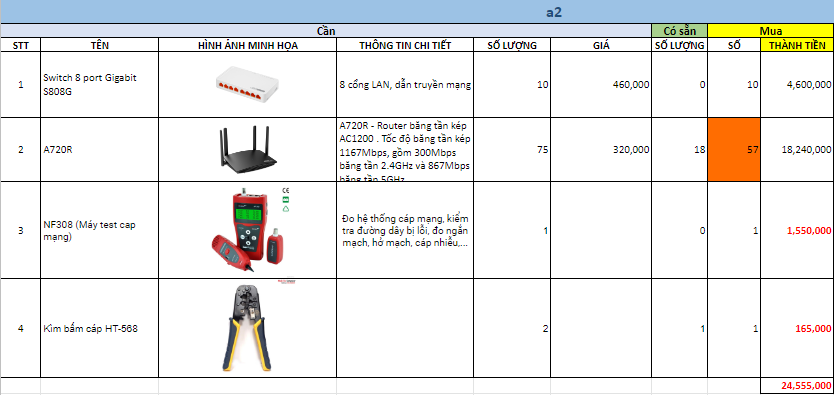 a2
Cần Có sẵn Mua
STT TÊN HÌNH ẢNH MINH HỌA THÔNG TIN CHI TIẾT SỐ LƯỢNG GIÁ SỐ LƯỢNG SỐ THÀNH TIỀN
1 Switch 8 port Gigabit S808G 8 cổng LAN, dẫn truyền mạng 10 460,000 0 10 4,600,000
2 A720R
A720R - Router băng tần kép
AC1200 . Tốc độ băng tần kép
1167Mbps, gồm 300Mbps
băng tần 2.4GHz và 867Mbps
băng tần 5GHz
75 320,000 18 57 18,240,000
3 NF308 (Máy test cap mạng)
Đo hệ thống cáp mạng, kiểm
tra đường dây bị lỗi, đo ngắn
mạch, hở mạch, cáp nhiễu,...
1 0 1 1,550,000
CE
4 Kìm bấm cáp HT-568 2 1 1 165,000
24,555,000